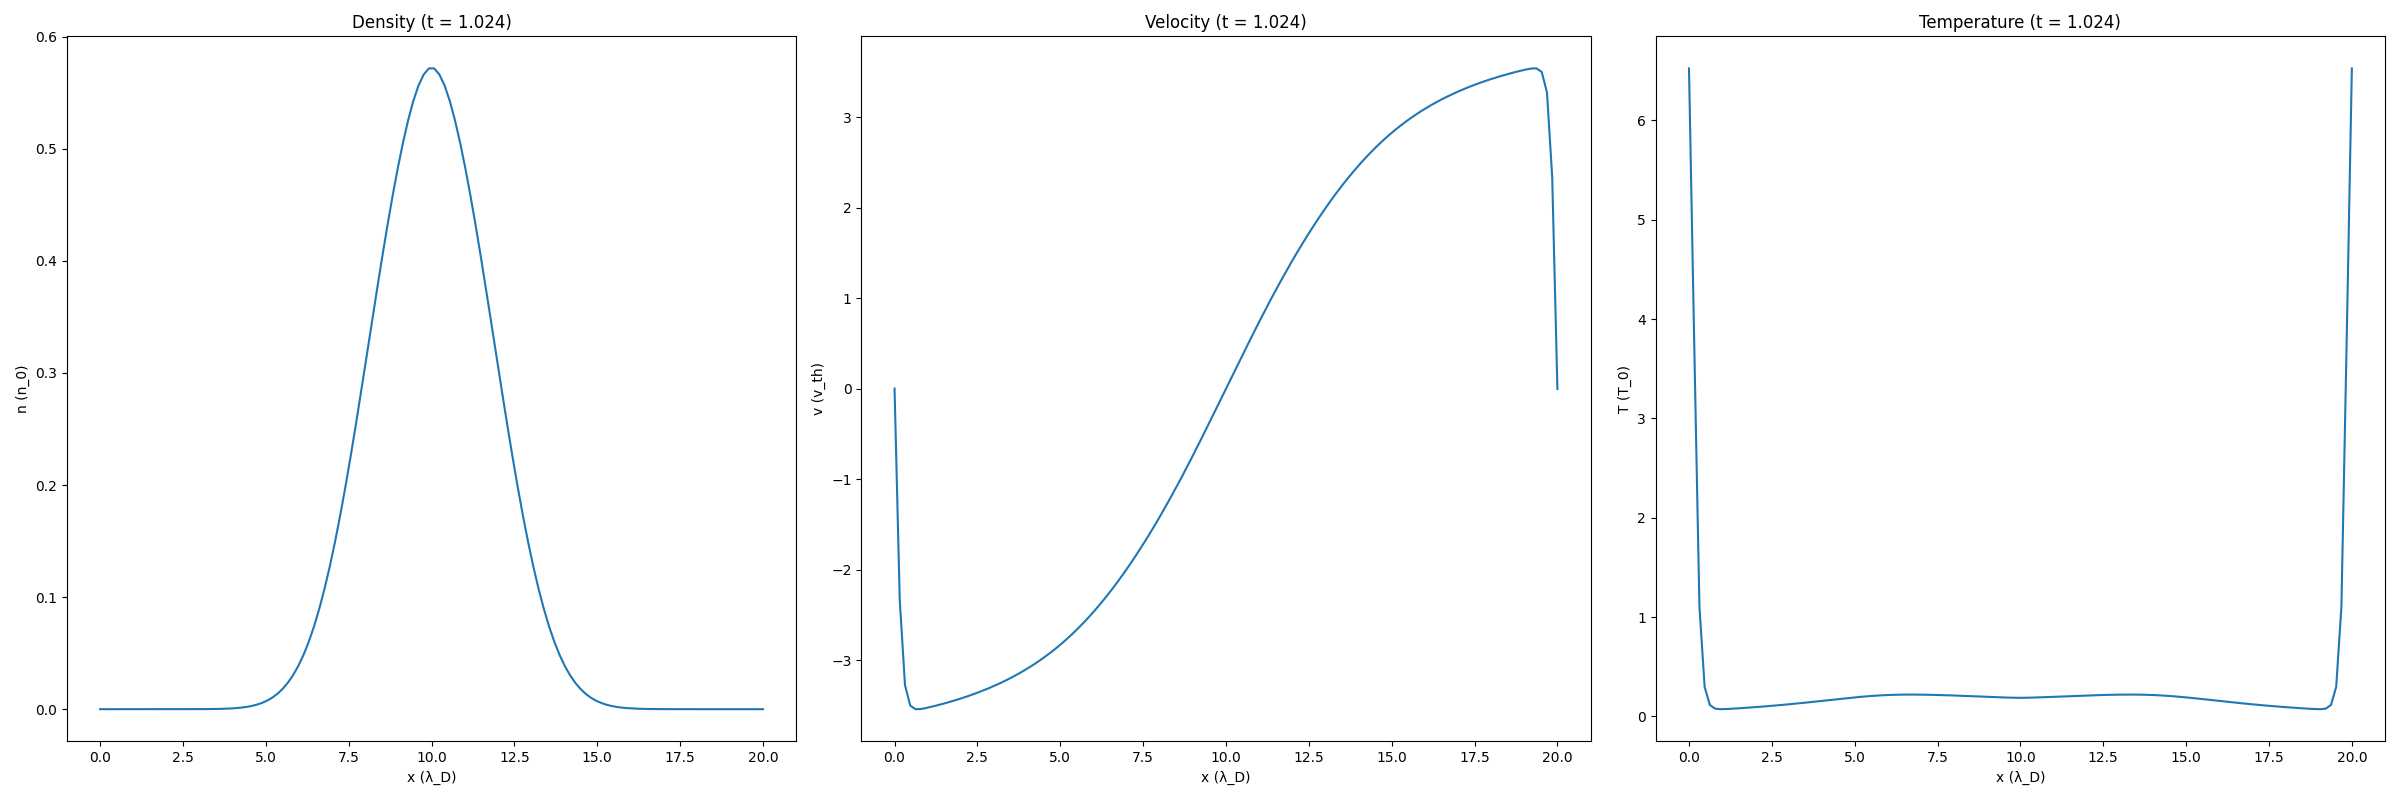 Density (t = 1.024)
n (n_0)
0.6
0.5
0.4
0.3
0.2
0.1
0.0
0.0 2.5 5.0 7.5 10.0 12.5 15.0 17.5 20.0
x (λ_D)
Velocity (t = 1.024)
v (v_th)
3
2
1
0
−1
−2
−3
0.0 2.5 5.0 7.5 10.0 12.5 15.0 17.5 20.0
x (λ_D)
Temperature (t = 1.024)
T (T_0)
6
5
4
3
2
1
0
0.0 2.5 5.0 7.5 10.0 12.5 15.0 17.5 20.0
x (λ_D)